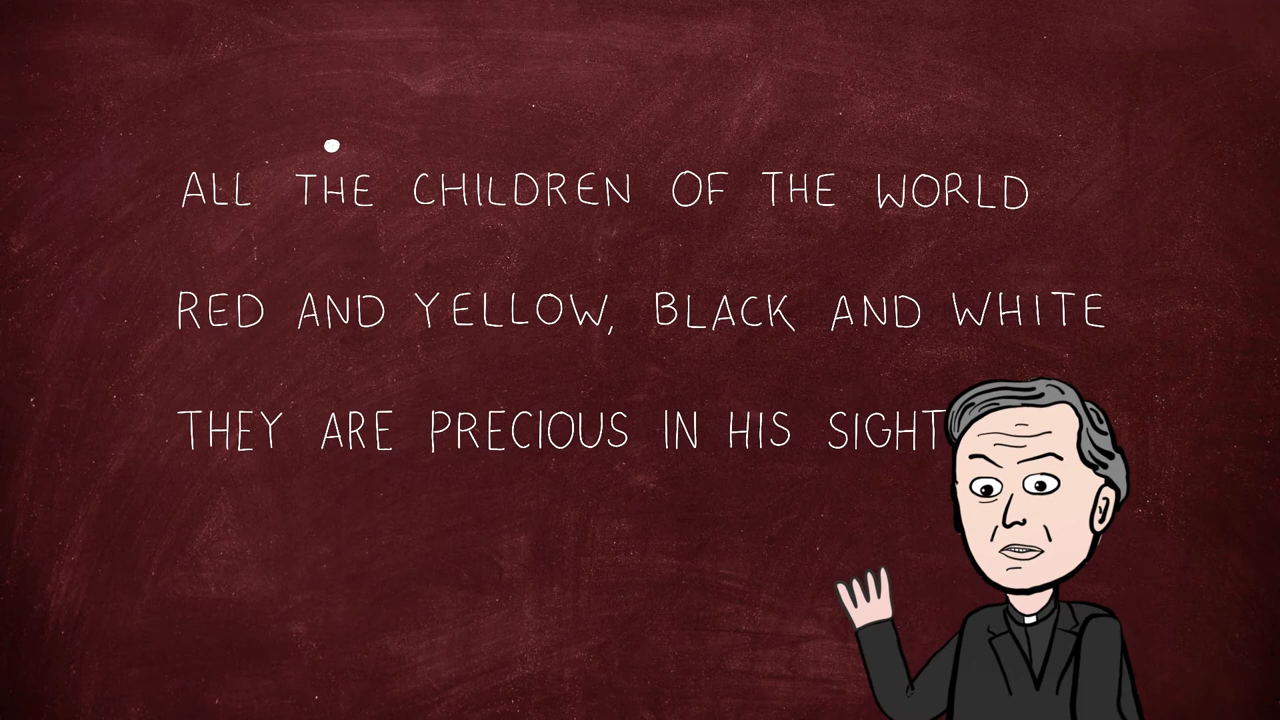 ALL THE CHILDREN OF THE WORLD
RED AND YELLOW, BLACK AND WHITE
THEY ARE PRECIOUS IN HIS SIGHT